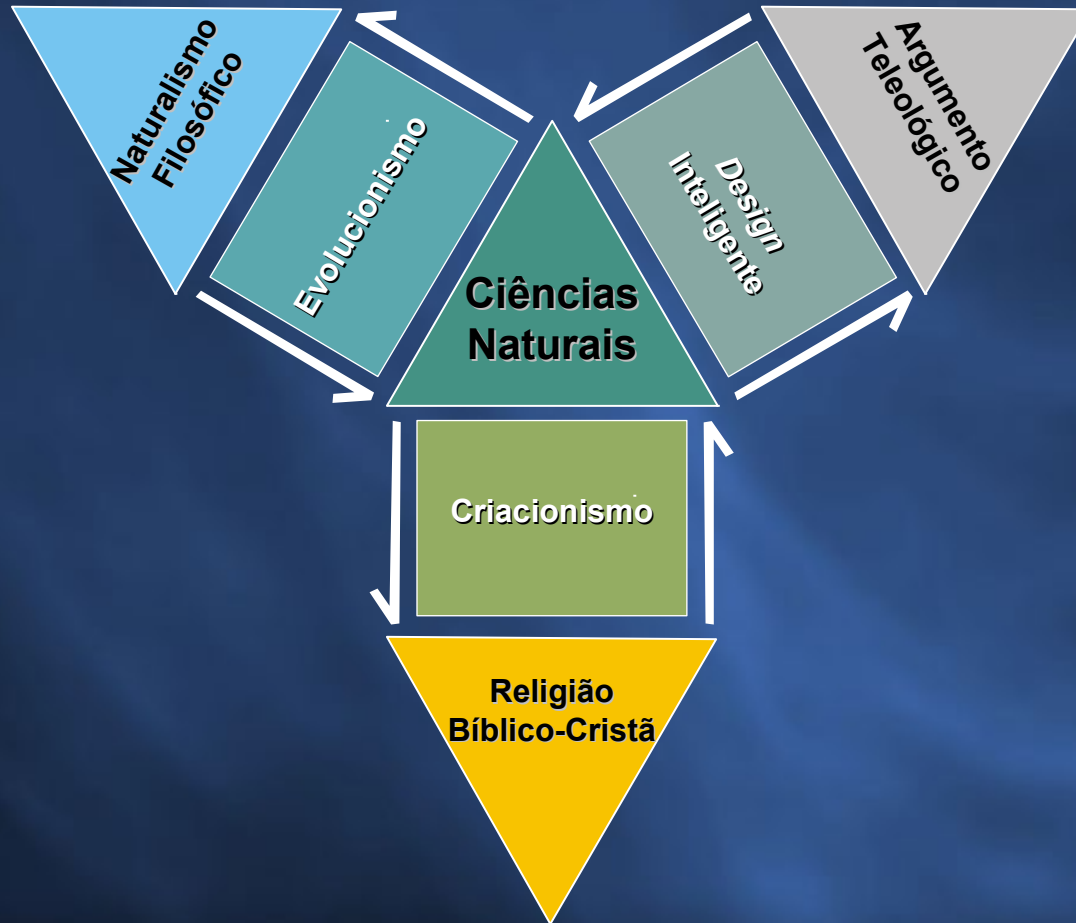 Naturalismo
Filosófico
Evolucionismo
Argumento
Teleológico
Design
Inteligente
Ciências
Naturais
Criacionismo
Religião
Bíblico-Cristã